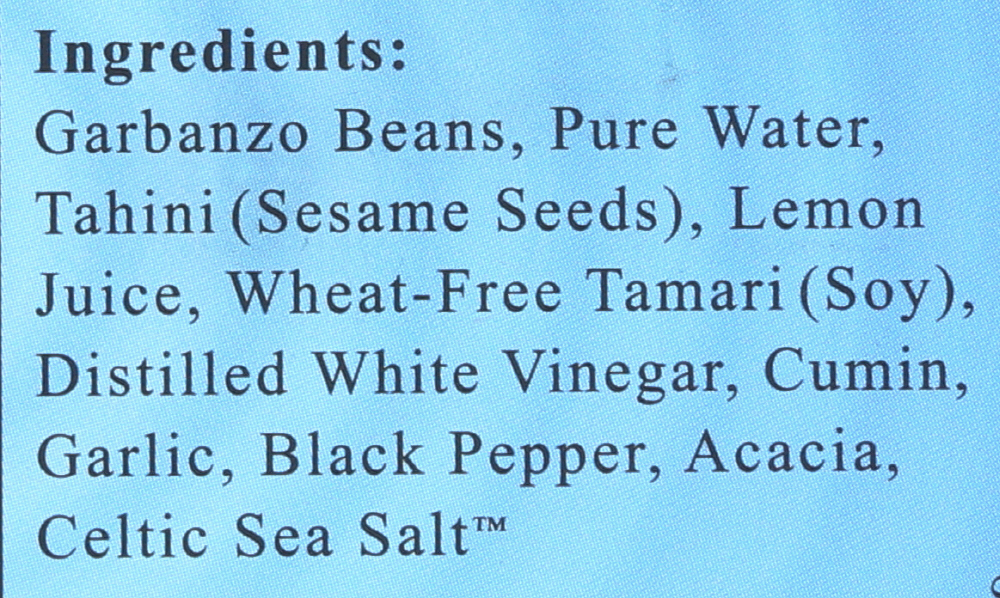 Ingredients:
Garbanzo Beans, Pure Water,
Tahini (Sesame Seeds), Lemon
Juice, Wheat-Free Tamari (Soy),
Distilled White Vinegar, Cumin,
Garlic, Black Pepper, Acacia,
Celtic Sea Salt™